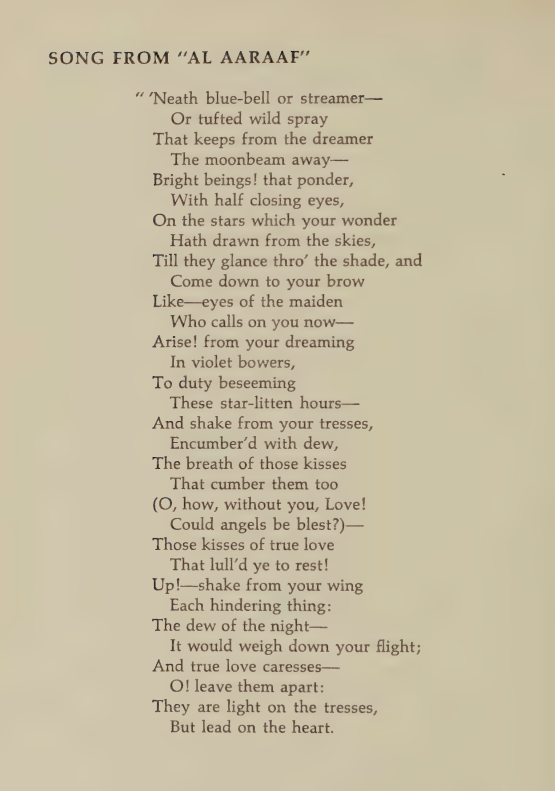 SONG FROM "AL AARAAF"
" 'Neath blue-bell or streamer—
Or tufted wild spray
That keeps from the dreamer
The moonbeam away—
Bright beings! that ponder,
With half closing eyes,
On the stars which your wonder
Hath drawn from the skies,
Till they glance thro' the shade, and
Come down to your brow
Like—eyes of the maiden
Who calls on you now—
Arise! from your dreaming
In violet bowers,
To duty beseeming
These star-litten hours—
And shake from your tresses,
Encumber'd with dew,
The breath of those kisses
That cumber them too
(O, how, without you, Love!
Could angels be blest?)—
Those kisses of true love
That lull'd ye to rest!
Up!—shake from your wing
Each hindering thing:
The dew of the night—
It would weigh down your flight;
And true love caresses—
O! leave them apart:
They are light on the tresses,
But lead on the heart.